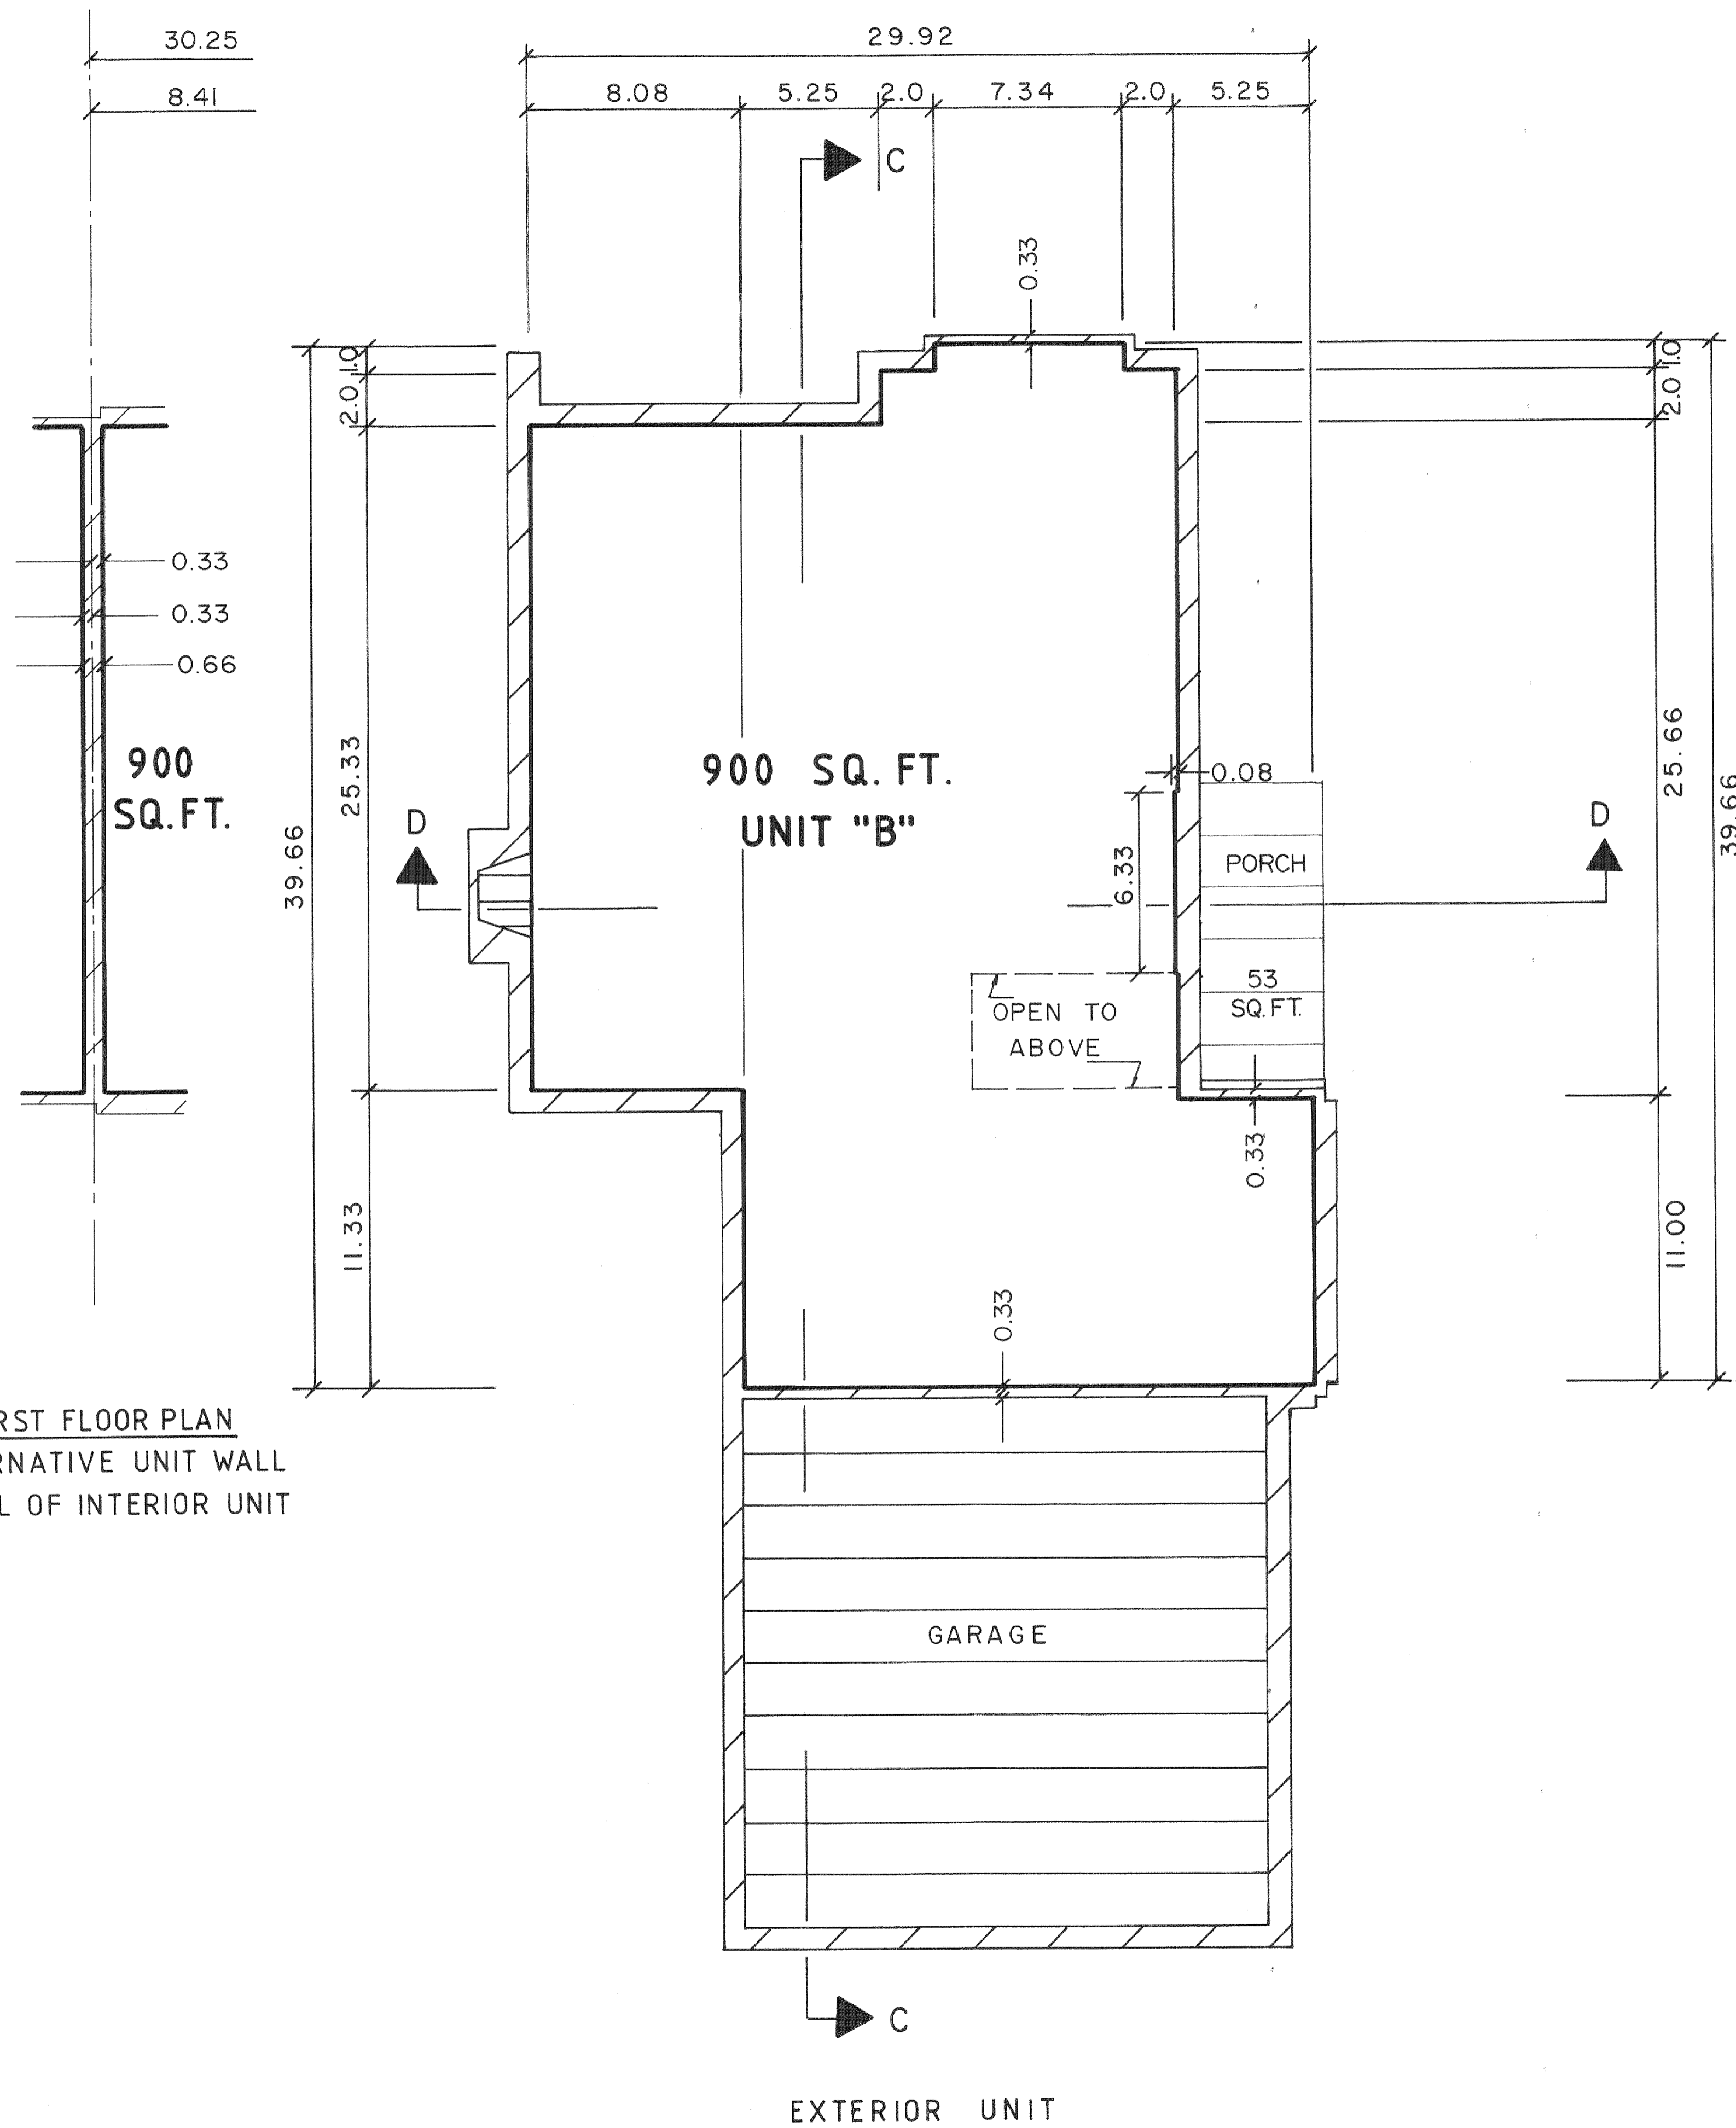 30.25
8.41
29.92
8.08 5.25 2.0 7.34 2.0 5.25
C
0.33
1.0
2.0
1.0
2.0
0.33
0.33
0.66
900
SQ.FT.
25.33
39.66
D
900 SQ. FT.
UNIT "B"
0.08
6.33
PORCH
53
SQ.FT.
OPEN TO
ABOVE
D
25.66
39.66
0.33
11.33
11.00
0.33
RST FLOOR PLAN
RNATIVE UNIT WALL
L OF INTERIOR UNIT
GARAGE
C
EXTERIOR UNIT